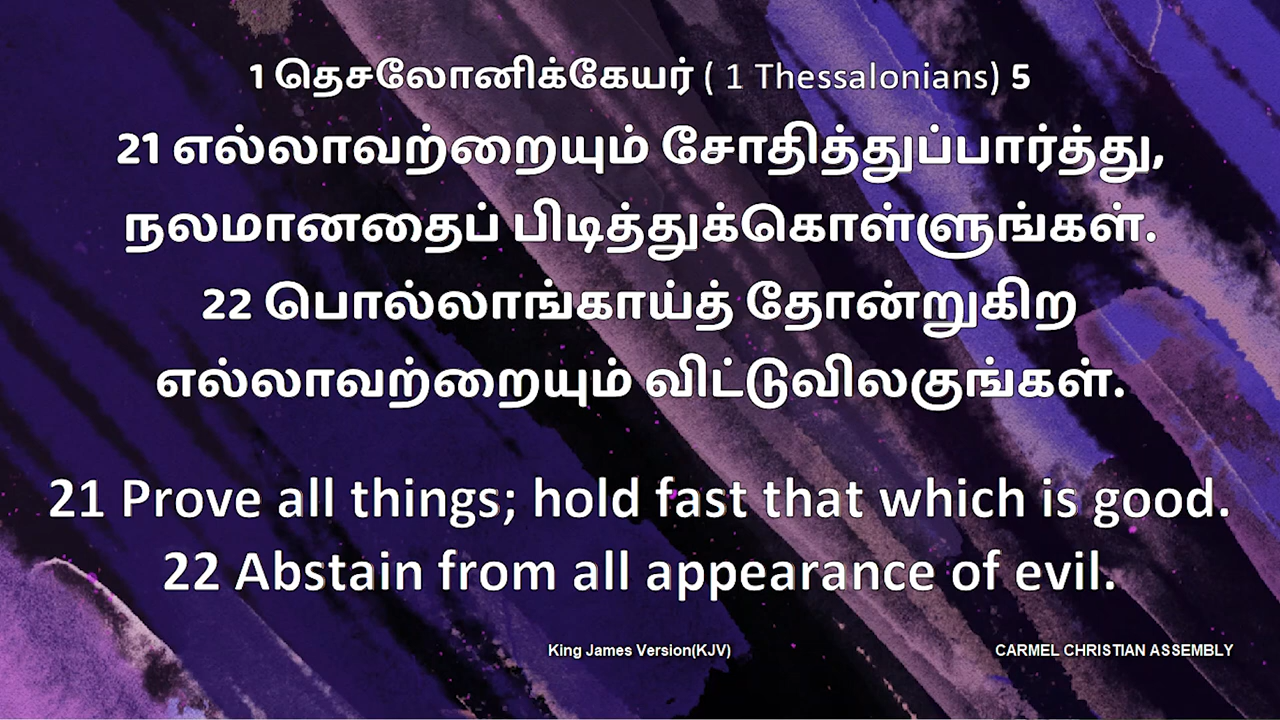 1 தெசலோனிக்கேயர் ( 1 Thessalonians) 5
21 எல்லாவற்றையும் சோதித்துப்பார்த்து,
நலமானதைப் பிடித்துக்கொள்ளுங்கள்.
22 பொல்லாங்காய்த் தோன்றுகிற
எல்லாவற்றையும் விட்டுவிலகுங்கள்.
21 Prove all things; hold fast that which is good.
22 Abstain from all appearance of evil.
King James Version(KJV)
CARMEL CHRISTIAN ASSEMBLY